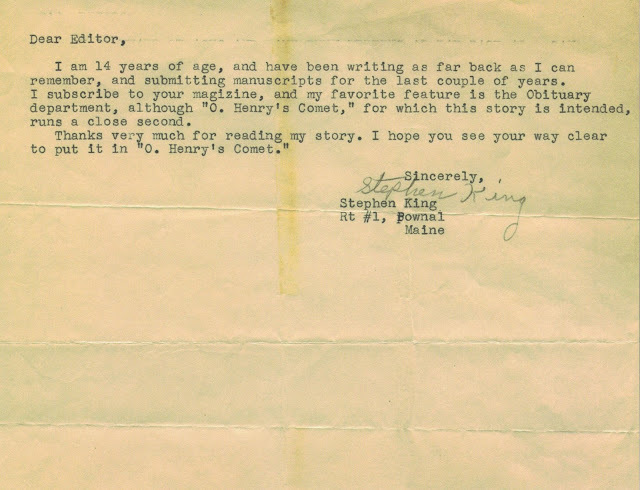 Dear Editor,
I am 14 years of age, and have been writing as far back as I can
remember, and submitting manuscripts for the last couple of years.
I subscribe to your magizine, and my favorite feature is the Obituary
department, although "O. Henry's Comet," for which this story is intended,
runs a close second.
Thanks very much for reading my story. I hope you see your way clear
to put it in "O. Henry's Comet."
Sincerely,
Stephen King
Stephen King
Rt #1, Pownal
Maine